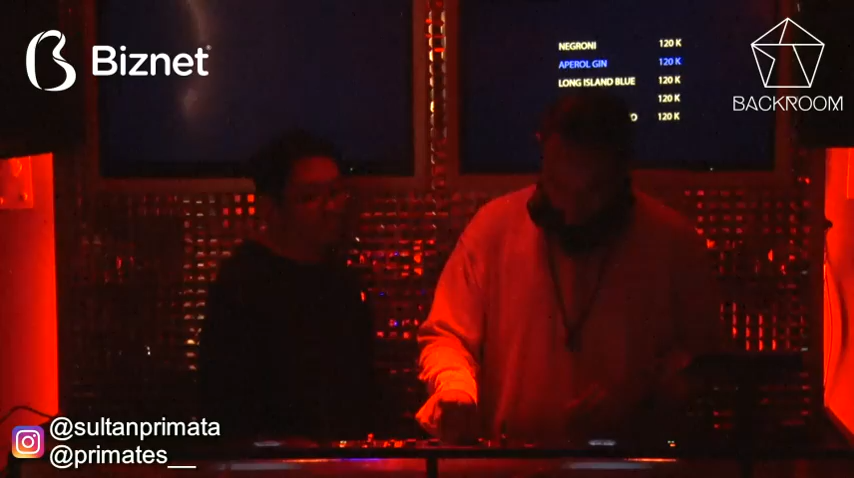 Biznet
NEGRONI 120 K
APEROL GIN 120 K
LONG ISLAND BLUE 120 K
120 K
120 K
BACKROOM
@sultanprimata
@primates__